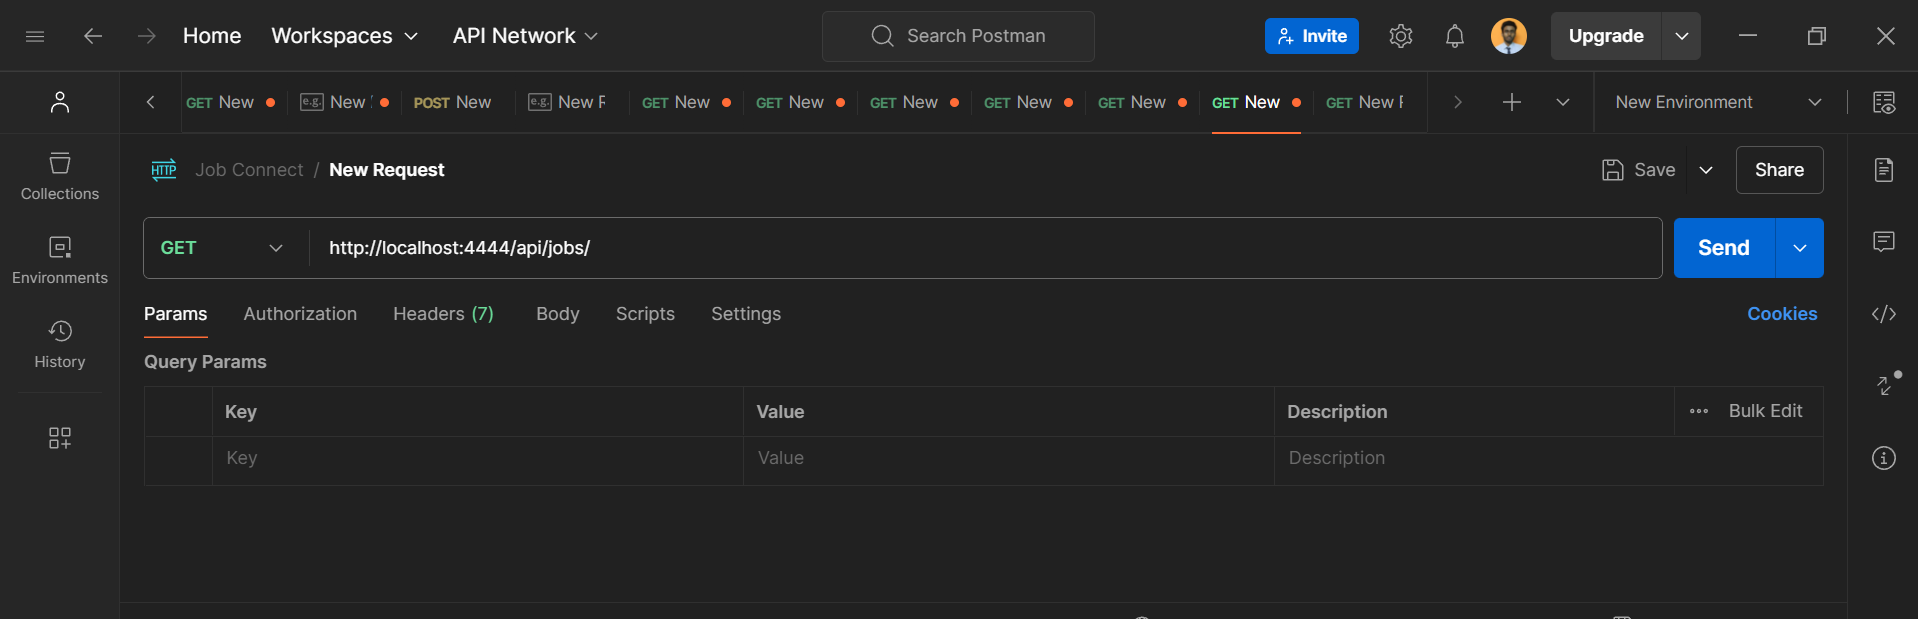 Home Workspaces API Network Search Postman Invite Upgrade
GET New e.g. New POST New e.g. New R GET New GET New GET New GET New GET New GET New GET New New Environment
HTTP Job Connect / New Request Save Share
Collections
GET http://localhost:4444/api/jobs/ Send
Environments
Params Authorization Headers (7) Body Scripts Settings Cookies
History
Query Params
Key Value Description Bulk Edit
Key Value Description